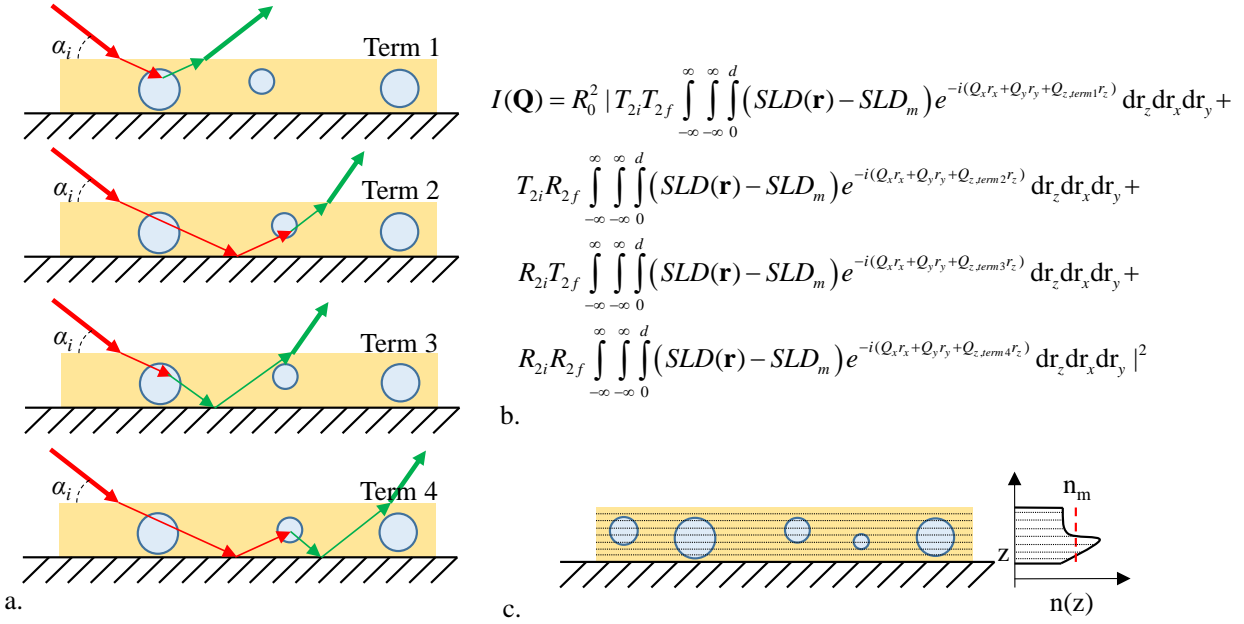 α_i
Term 1
α_i
Term 2
α_i
Term 3
α_i
Term 4
a.
I(Q) = R_0^2 | T_{2i}T_{2f} ∫_{-∞}^{∞} ∫_{-∞}^{∞} ∫_0^d (SLD(r) − SLD_m) e^{−i(Q_x r_x+Q_y r_y+Q_{z,term1} r_z)} dr_z dr_x dr_y +
T_{2i}R_{2f} ∫_{-∞}^{∞} ∫_{-∞}^{∞} ∫_0^d (SLD(r) − SLD_m) e^{−i(Q_x r_x+Q_y r_y+Q_{z,term2} r_z)} dr_z dr_x dr_y +
R_{2i}T_{2f} ∫_{-∞}^{∞} ∫_{-∞}^{∞} ∫_0^d (SLD(r) − SLD_m) e^{−i(Q_x r_x+Q_y r_y+Q_{z,term3} r_z)} dr_z dr_x dr_y +
R_{2i}R_{2f} ∫_{-∞}^{∞} ∫_{-∞}^{∞} ∫_0^d (SLD(r) − SLD_m) e^{−i(Q_x r_x+Q_y r_y+Q_{z,term4} r_z)} dr_z dr_x dr_y |^2
b.
n_m
z
n(z)
c.